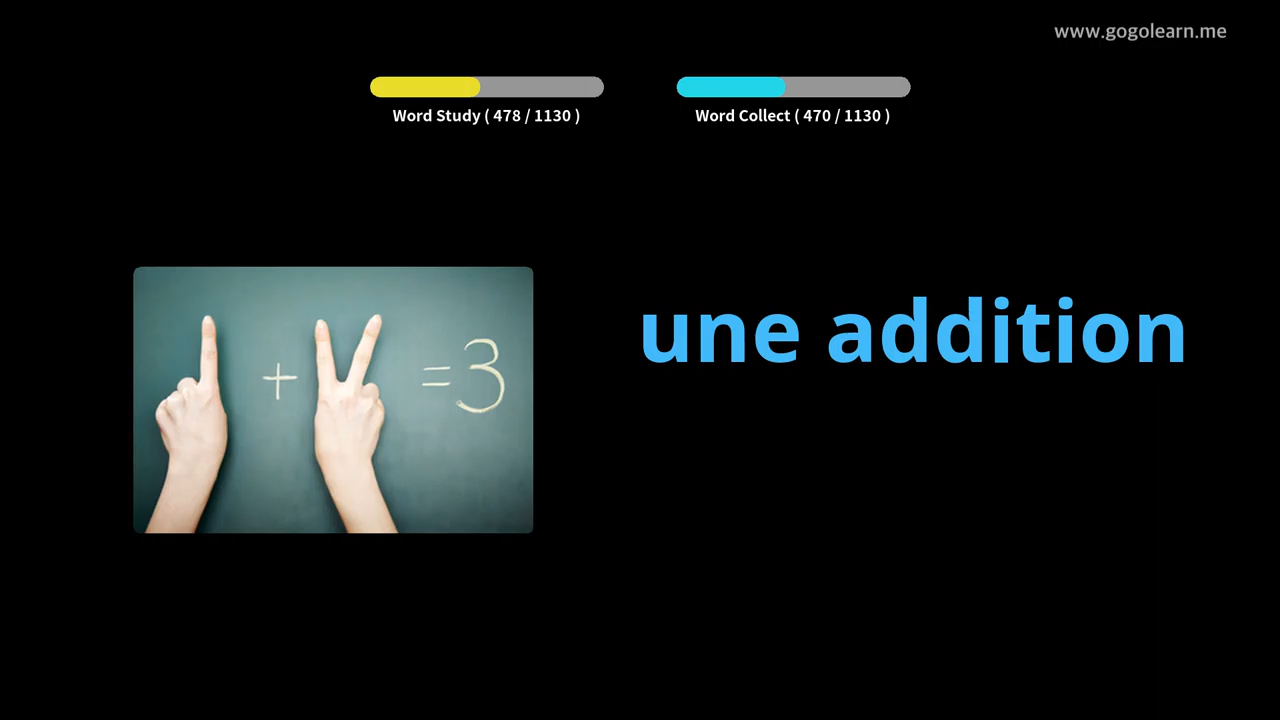 www.gogolearn.me
Word Study ( 478 / 1130 )
Word Collect ( 470 / 1130 )
une addition
+ =3